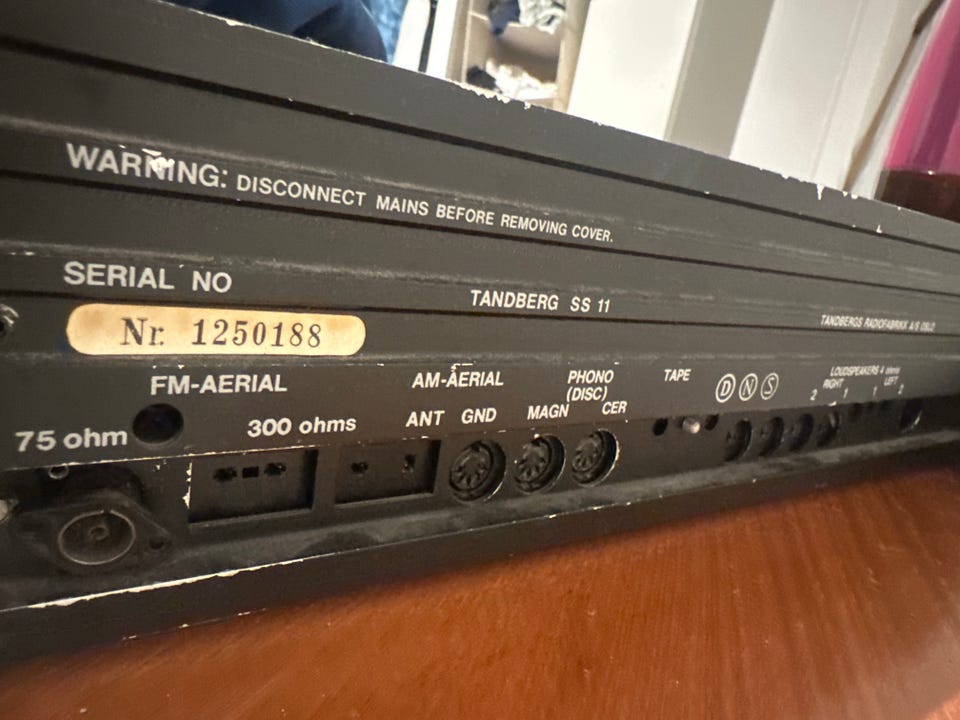 WARNING: DISCONNECT MAINS BEFORE REMOVING COVER.
SERIAL NO
TANDBERG SS 11
TANDBERGS RADIOFABRIKK A/S OSLO
Nr. 1250188
FM-AERIAL
AM-AERIAL
PHONO
(DISC)
TAPE
D N S
LOUDSPEAKERS 4 ohms
RIGHT LEFT
75 ohm
300 ohms
ANT GND
MAGN CER
2 1 1 2